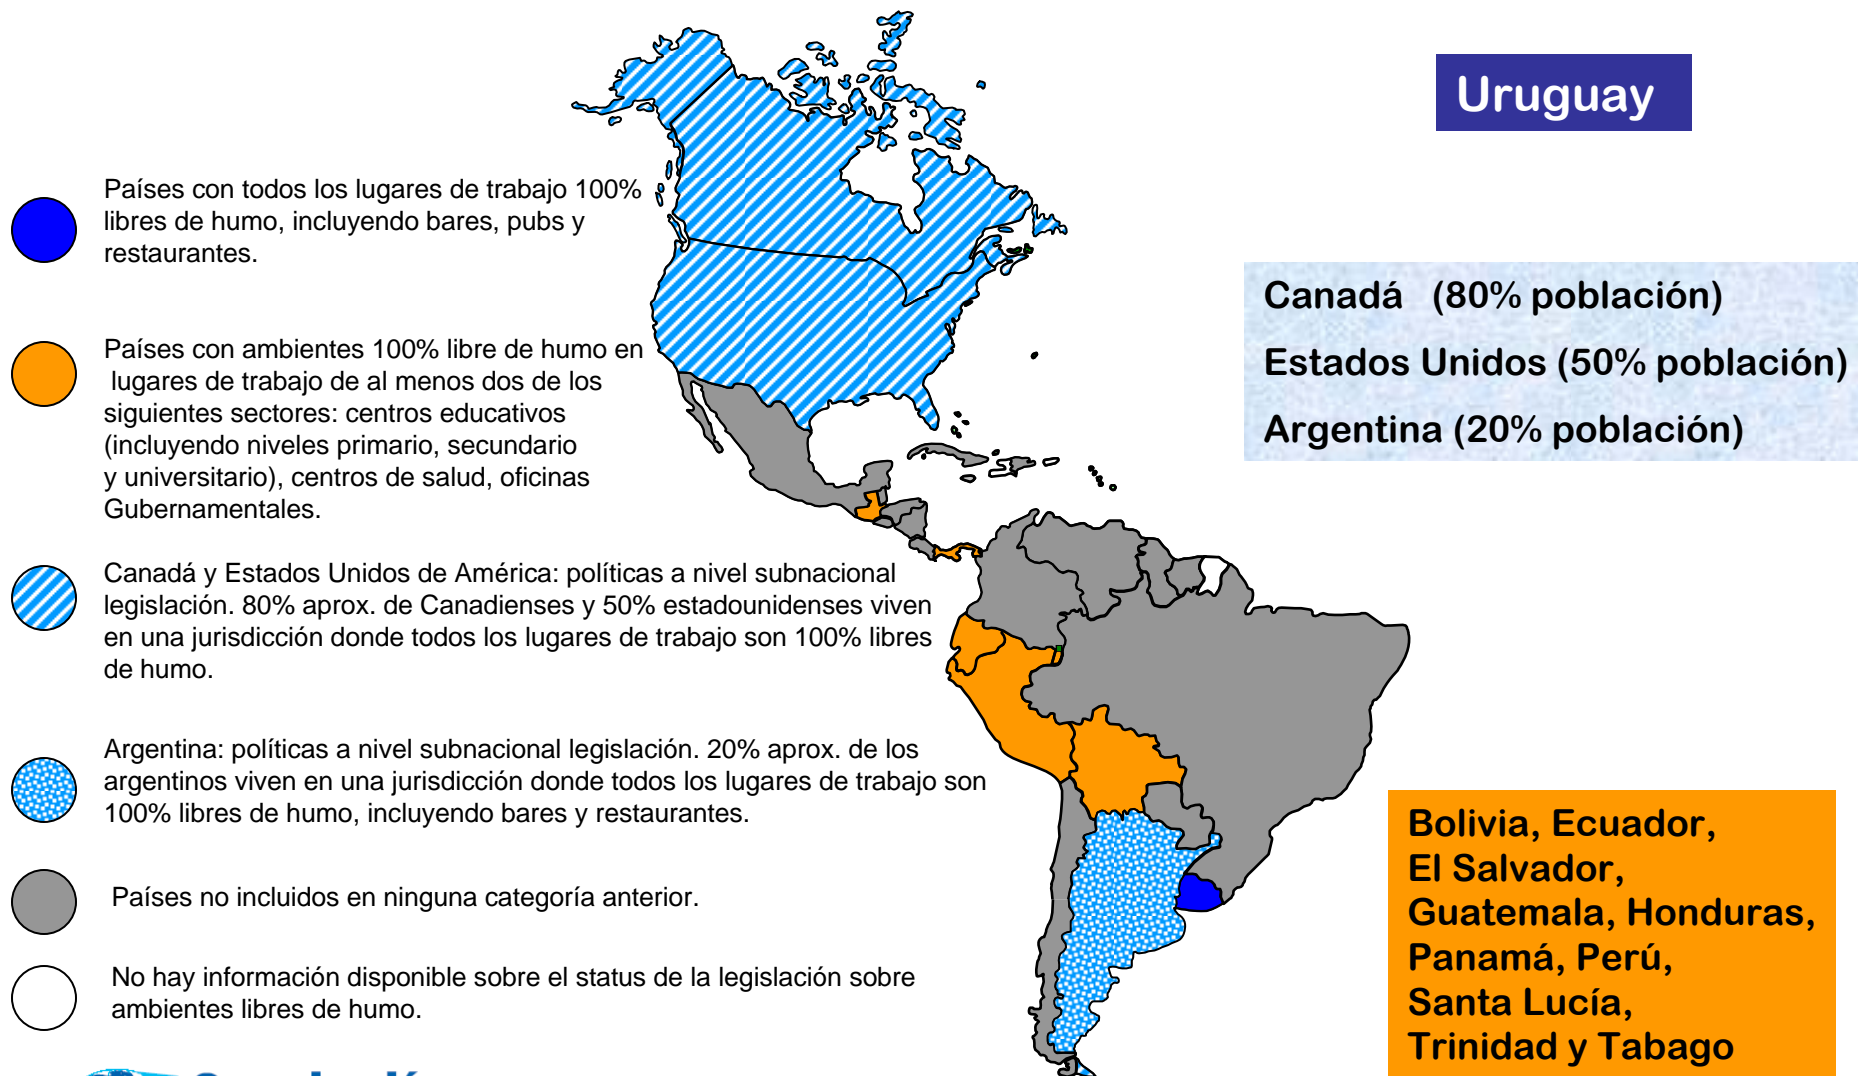 Uruguay
Países con todos los lugares de trabajo 100%
libres de humo, incluyendo bares, pubs y
restaurantes.
Canadá (80% población)
Estados Unidos (50% población)
Argentina (20% población)
Países con ambientes 100% libre de humo en
lugares de trabajo de al menos dos de los
siguientes sectores: centros educativos
(incluyendo niveles primario, secundario
y universitario), centros de salud, oficinas
Gubernamentales.
Canadá y Estados Unidos de América: políticas a nivel subnacional
legislación. 80% aprox. de Canadienses y 50% estadounidenses viven
en una jurisdicción donde todos los lugares de trabajo son 100% libres
de humo.
Argentina: políticas a nivel subnacional legislación. 20% aprox. de los
argentinos viven en una jurisdicción donde todos los lugares de trabajo son
100% libres de humo, incluyendo bares y restaurantes.
Países no incluidos en ninguna categoría anterior.
No hay información disponible sobre el status de la legislación sobre
ambientes libres de humo.
Bolivia, Ecuador,
El Salvador,
Guatemala, Honduras,
Panamá, Perú,
Santa Lucía,
Trinidad y Tabago